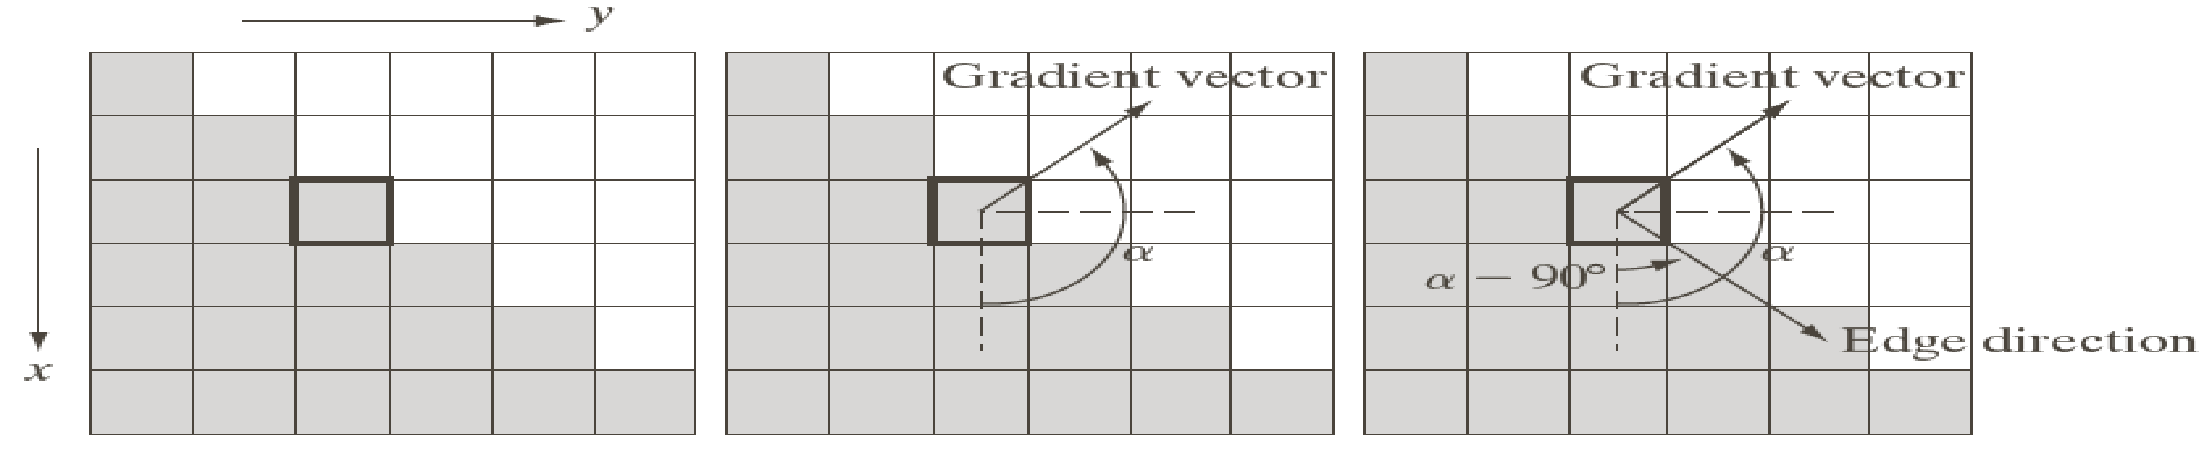 y
x
Gradient vector
α
Gradient vector
α
α − 90°
Edge direction